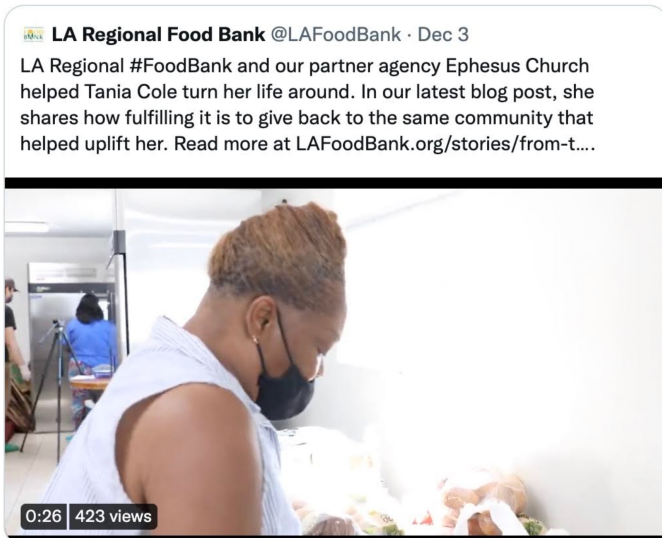 LA Regional Food Bank @LAFoodBank · Dec 3
LA Regional #FoodBank and our partner agency Ephesus Church
helped Tania Cole turn her life around. In our latest blog post, she
shares how fulfilling it is to give back to the same community that
helped uplift her. Read more at LAFoodBank.org/stories/from-t....
0:26 423 views